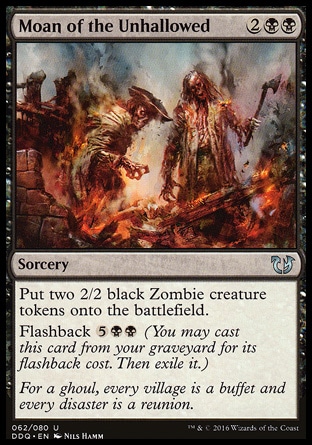 Moan of the Unhallowed 2
Sorcery
Put two 2/2 black Zombie creature
tokens onto the battlefield.
Flashback 5 (You may cast
this card from your graveyard for its
flashback cost. Then exile it.)
For a ghoul, every village is a buffet and
every disaster is a reunion.
062/080 U
DDQ • EN Nils Hamm
™ & © 2016 Wizards of the Coast